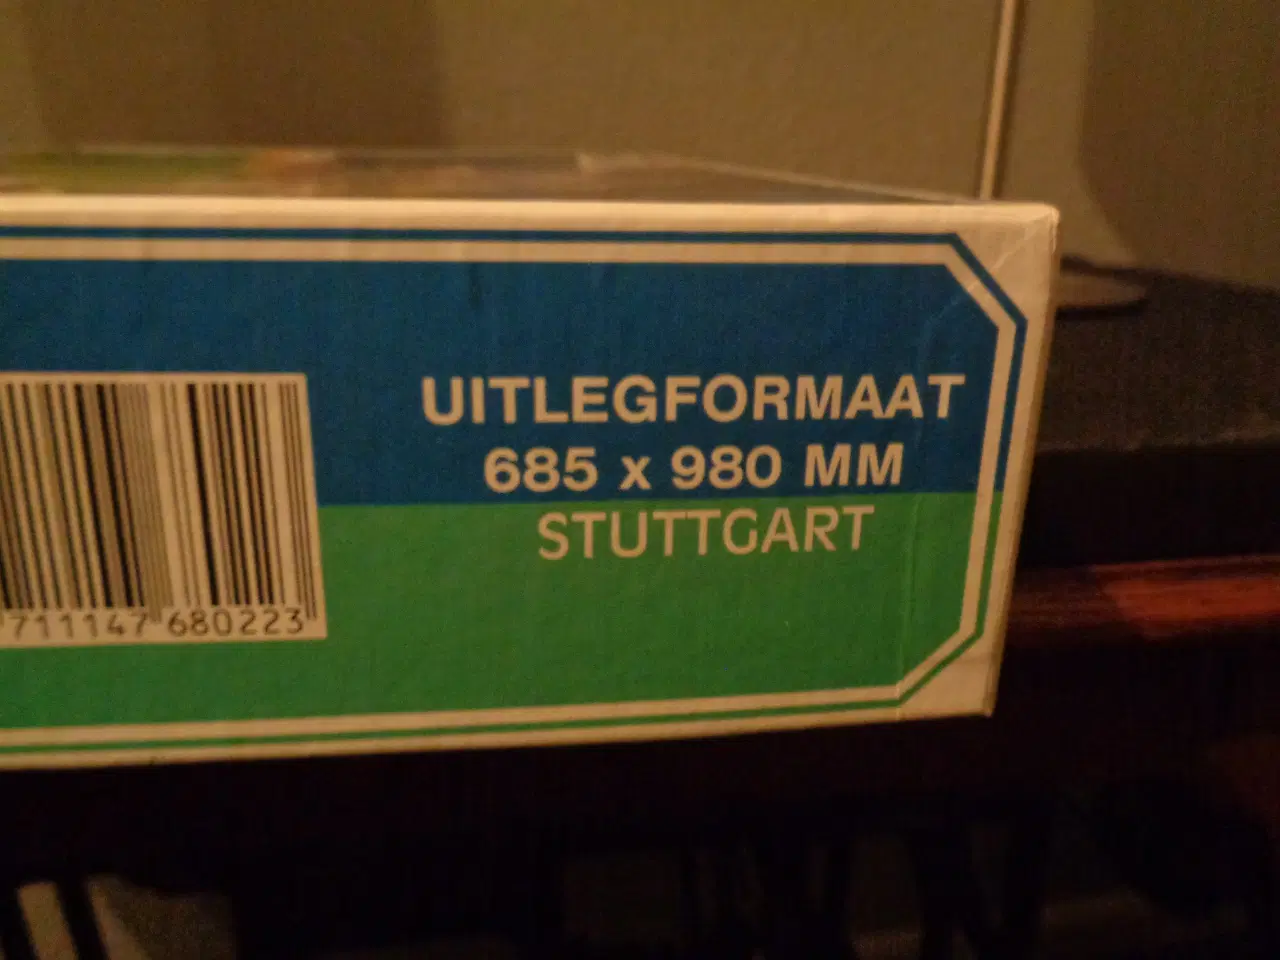 UITLEGFORMAAT
685 x 980 MM
STUTTGART
711147 680223